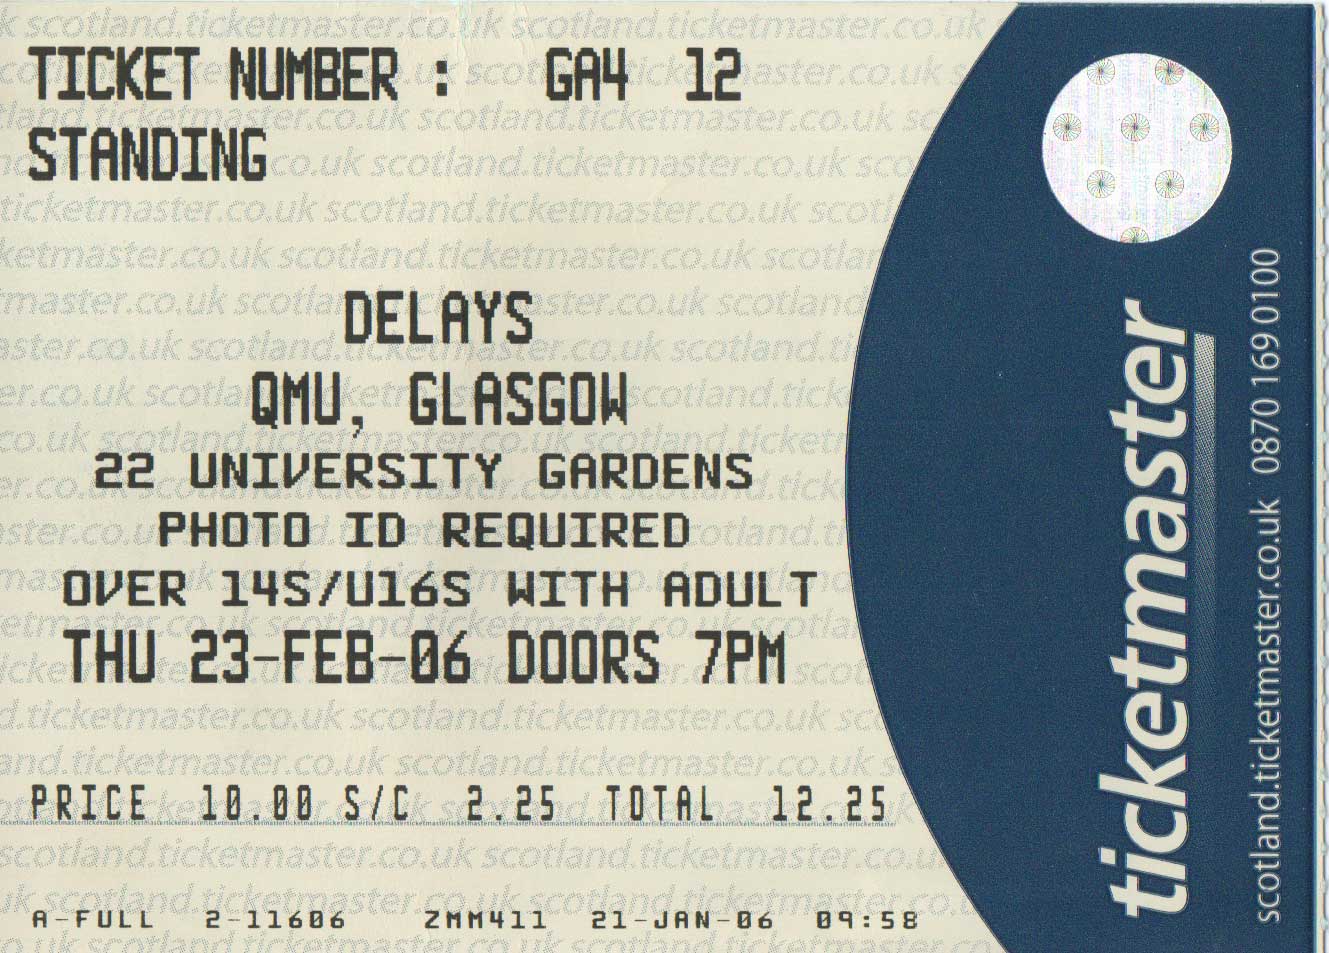 TICKET NUMBER : GA4 12
STANDING
DELAYS
QMU, GLASGOW
22 UNIVERSITY GARDENS
PHOTO ID REQUIRED
OVER 14S/U16S WITH ADULT
THU 23-FEB-06 DOORS 7PM
PRICE 10.00 S/C 2.25 TOTAL 12.25
A-FULL 2-11606 ZMM411 21-JAN-06 09:58
ticketmaster
scotland.ticketmaster.co.uk 0870 169 0100